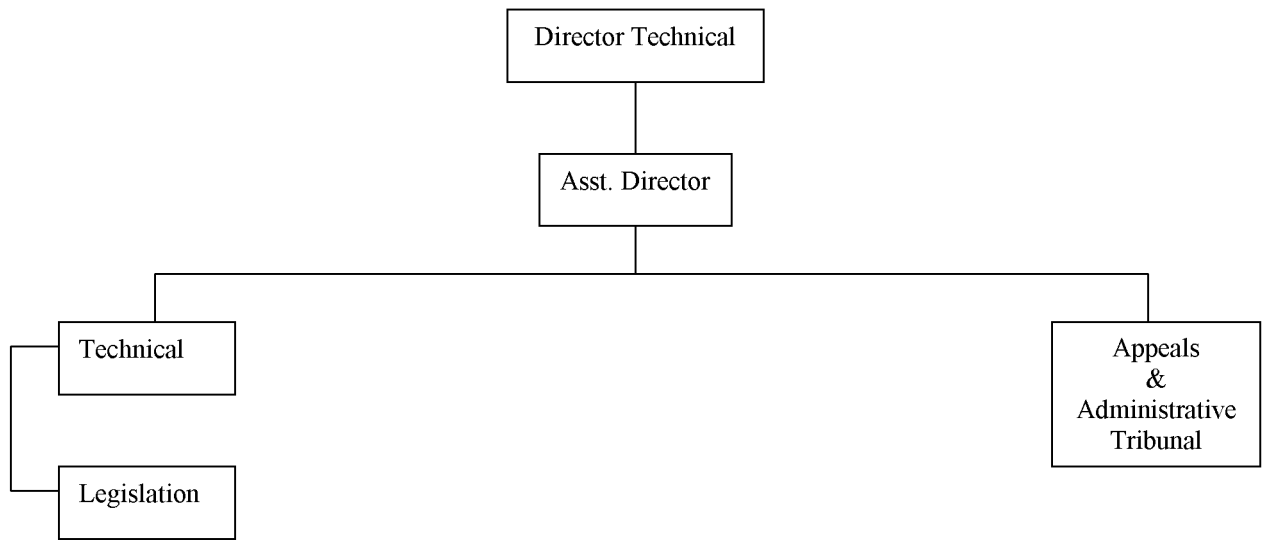 Director Technical
Asst. Director
Technical
Appeals
&
Administrative
Tribunal
Legislation